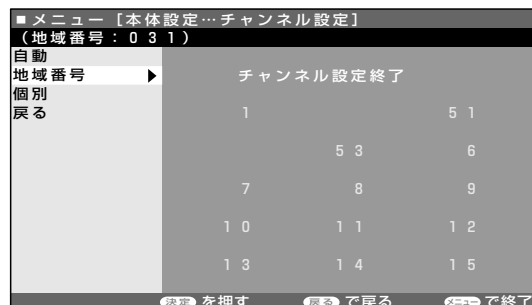 ■メニュー [本体設定…チャンネル設定]
(地域番号:031)
自動
地域番号 ▶
個別
戻る
チャンネル設定終了
1 51
53 6
7 8 9
10 11 12
13 14 15
決定 を押す 戻る で戻る メニュー で終了